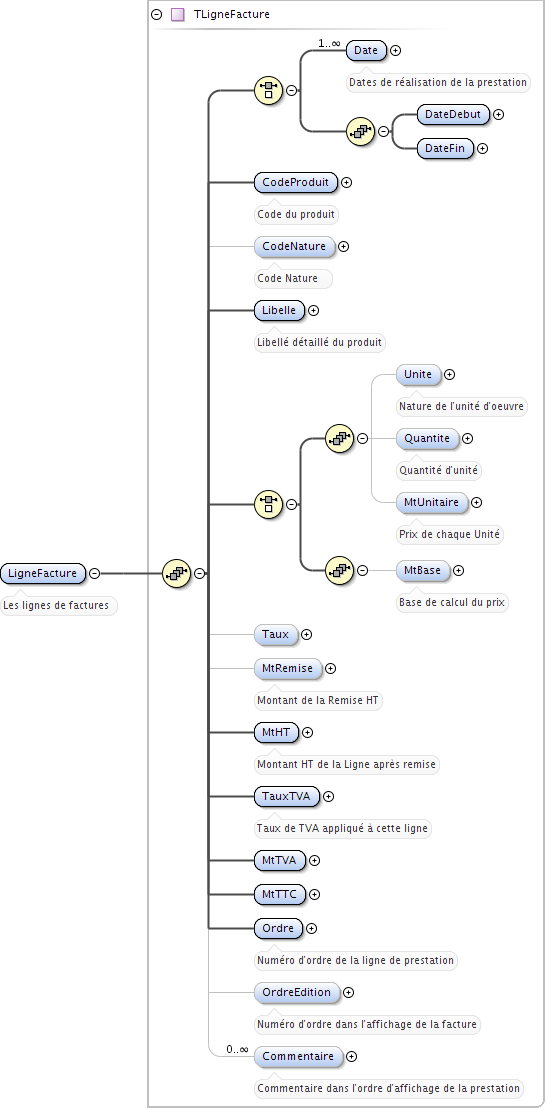 TLigneFacture
1..∞
Date
Dates de réalisation de la prestation
DateDebut
DateFin
CodeProduit
Code du produit
CodeNature
Code Nature
Libelle
Libellé détaillé du produit
Unite
Nature de l'unité d'oeuvre
Quantite
Quantité d'unité
MtUnitaire
Prix de chaque Unité
LigneFacture
Les lignes de factures
MtBase
Base de calcul du prix
Taux
MtRemise
Montant de la Remise HT
MtHT
Montant HT de la Ligne après remise
TauxTVA
Taux de TVA appliqué à cette ligne
MtTVA
MtTTC
Ordre
Numéro d'ordre de la ligne de prestation
OrdreEdition
Numéro d'ordre dans l'affichage de la facture
0..∞
Commentaire
Commentaire dans l'ordre d'affichage de la prestation